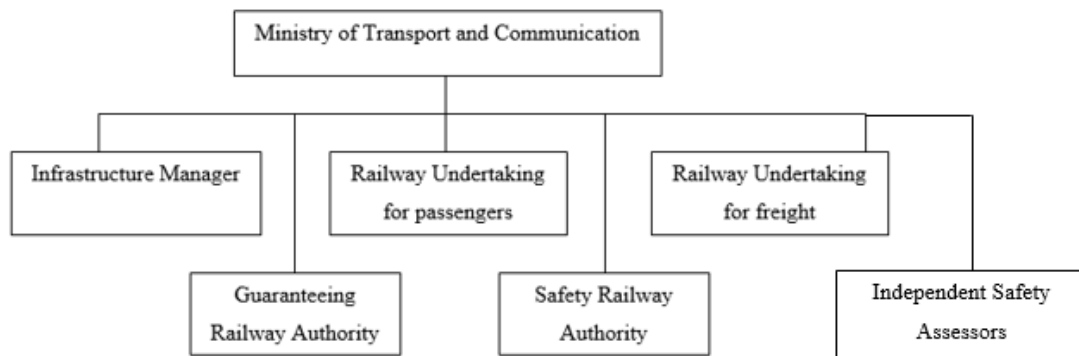 Ministry of Transport and Communication
Infrastructure Manager
Railway Undertaking
for passengers
Railway Undertaking
for freight
Guaranteeing
Railway Authority
Safety Railway
Authority
Independent Safety
Assessors